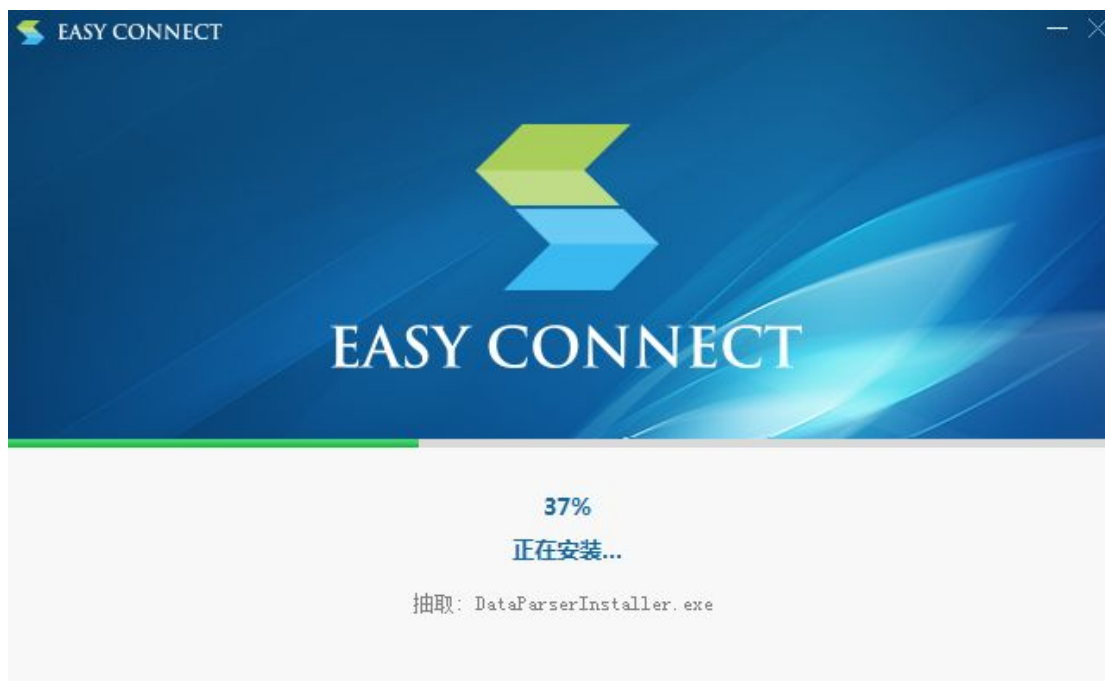 EASY CONNECT
EASY CONNECT
37%
正在安装...
抽取: DataParserInstaller.exe